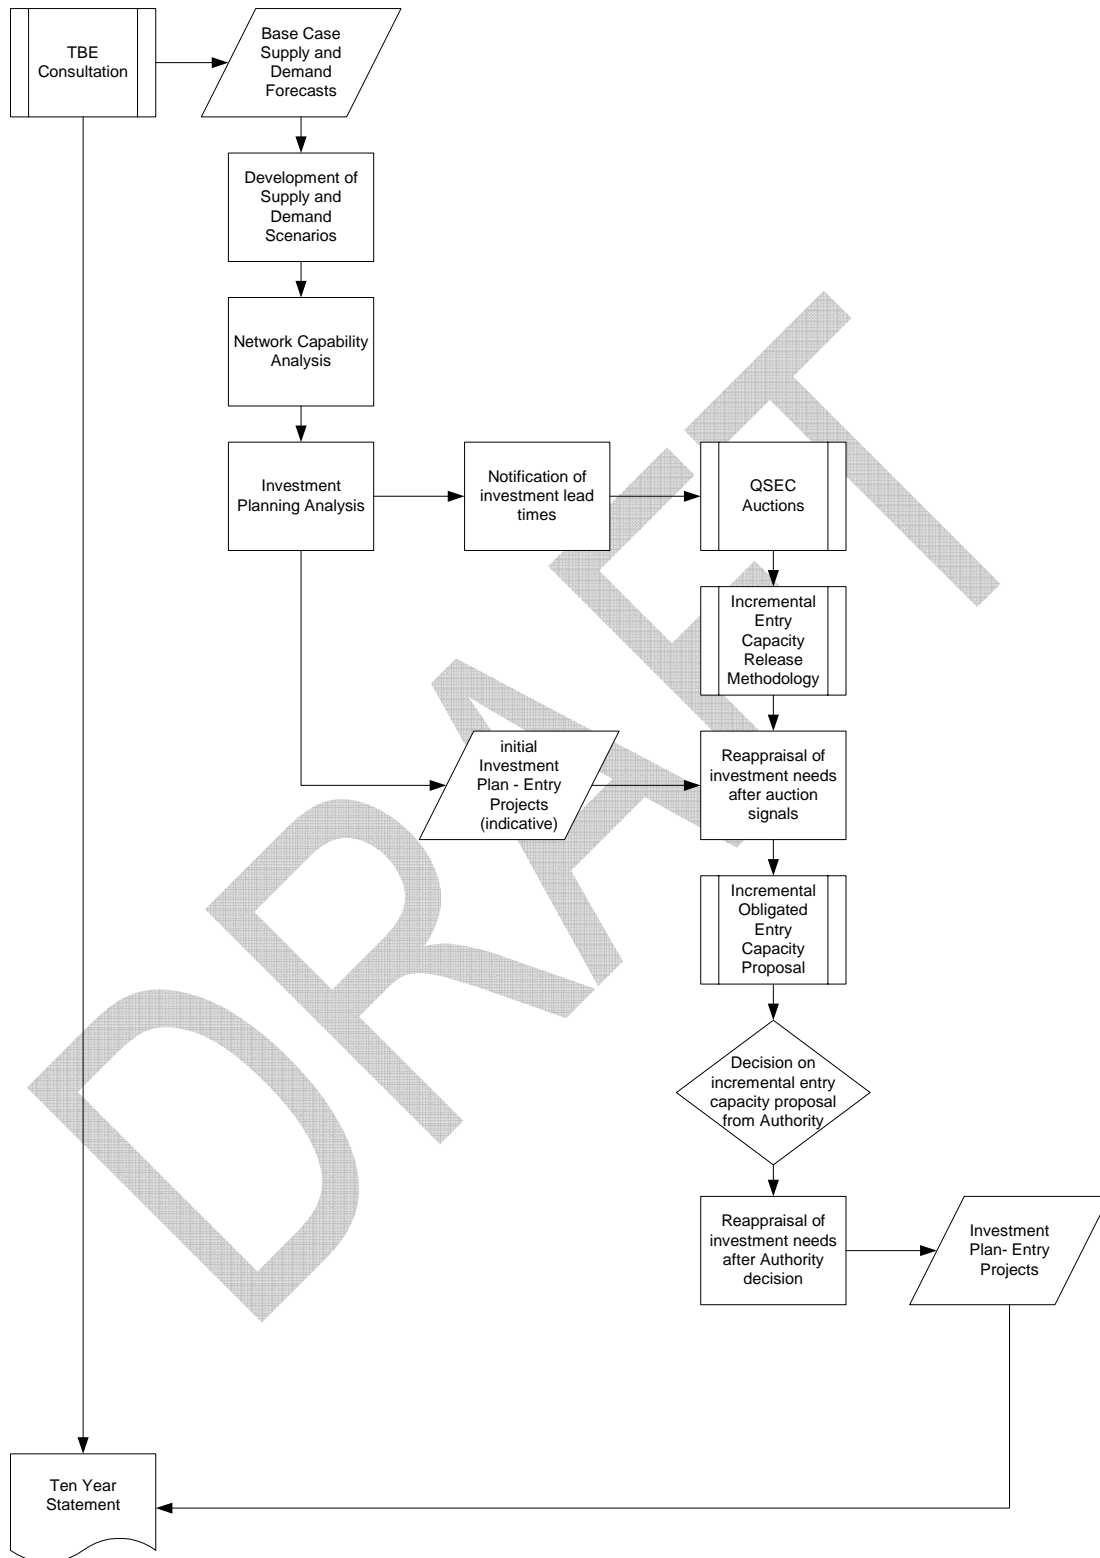 TBE
Consultation
Base Case
Supply and
Demand
Forecasts
Development of
Supply and
Demand
Scenarios
Network Capability
Analysis
Investment
Planning Analysis
Notification of
investment lead
times
QSEC
Auctions
Incremental
Entry
Capacity
Release
Methodology
initial
Investment
Plan - Entry
Projects
(indicative)
Reappraisal of
investment needs
after auction
signals
Incremental
Obligated
Entry
Capacity
Proposal
Decision on
incremental entry
capacity proposal
from Authority
Reappraisal of
investment needs
after Authority
decision
Investment
Plan- Entry
Projects
Ten Year
Statement
DRAFT